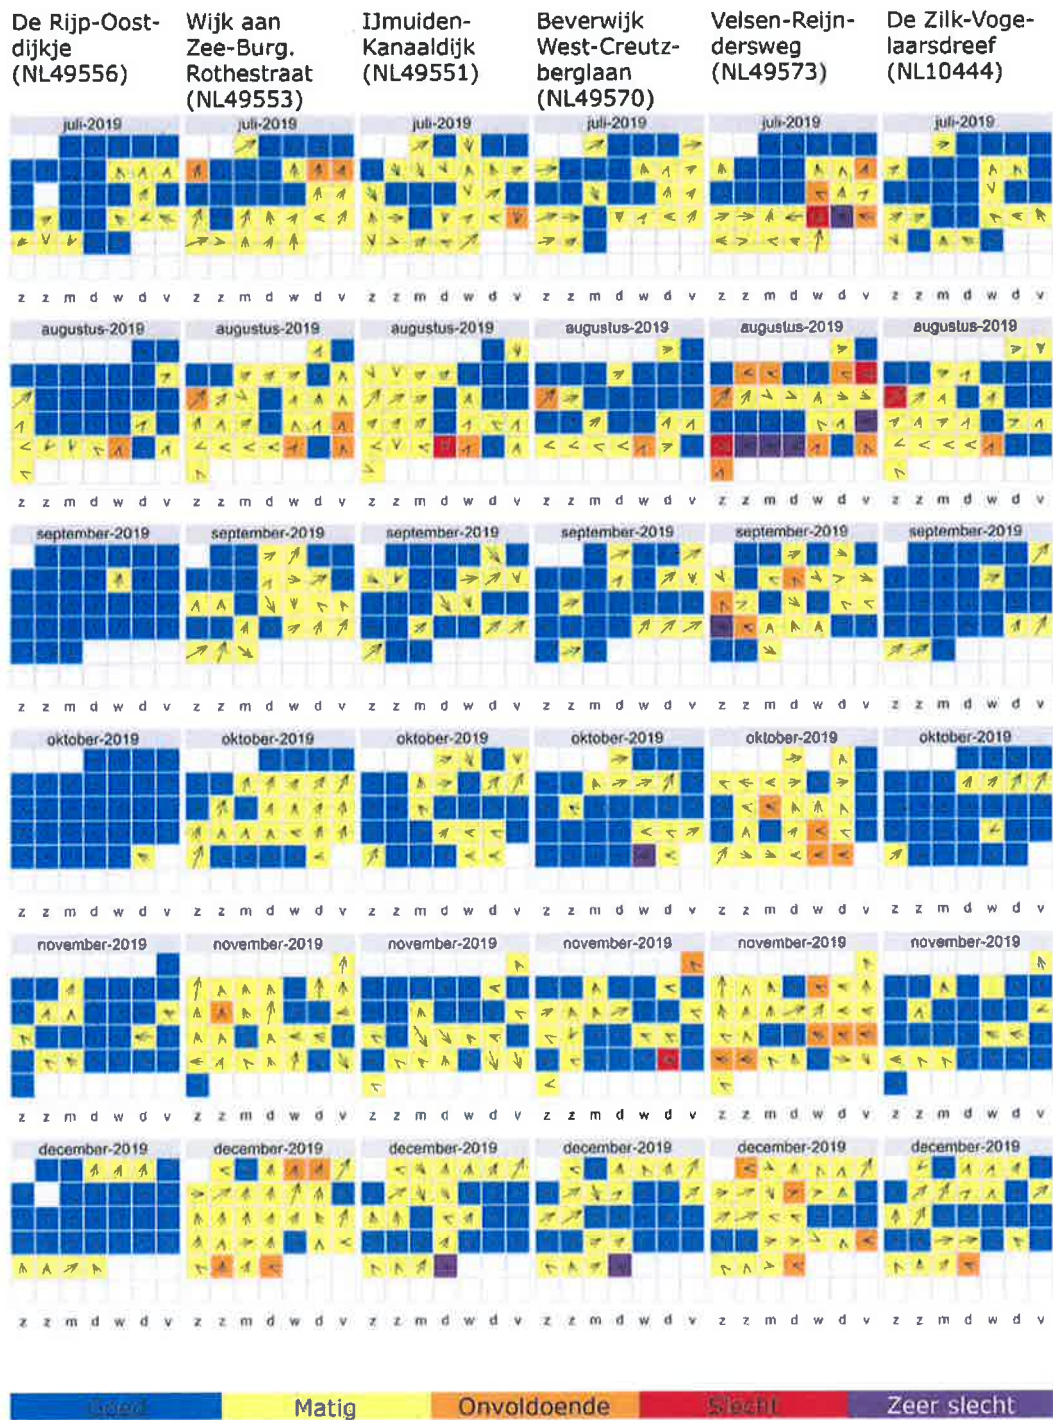 De Rijp-Oost-
dijkje
(NL49556)
Wijk aan
Zee-Burg.
Rothestraat
(NL49553)
IJmuiden-
Kanaaldijk
(NL49551)
Beverwijk
West-Creutz-
berglaan
(NL49570)
Velsen-Reijn-
dersweg
(NL49573)
De Zilk-Voge-
laarsdreef
(NL10444)
juli-2019 juli-2019 juli-2019 juli-2019 juli-2019 juli-2019
z z m d w d v z z m d w d v z z m d w d v z z m d w d v z z m d w d v z z m d w d v
augustus-2019 augustus-2019 augustus-2019 augustus-2019 augustus-2019 augustus-2019
z z m d w d v z z m d w d v z z m d w d v z z m d w d v z z m d w d v z z m d w d v
september-2019 september-2019 september-2019 september-2019 september-2019 september-2019
z z m d w d v z z m d w d v z z m d w d v z z m d w d v z z m d w d v z z m d w d v
oktober-2019 oktober-2019 oktober-2019 oktober-2019 oktober-2019 oktober-2019
z z m d w d v z z m d w d v z z m d w d v z z m d w d v z z m d w d v z z m d w d v
november-2019 november-2019 november-2019 november-2019 november-2019 november-2019
z z m d w d v z z m d w d v z z m d w d v z z m d w d v z z m d w d v z z m d w d v
december-2019 december-2019 december-2019 december-2019 december-2019 december-2019
z z m d w d v z z m d w d v z z m d w d v z z m d w d v z z m d w d v z z m d w d v
Goed Matig Onvoldoende Slecht Zeer slecht